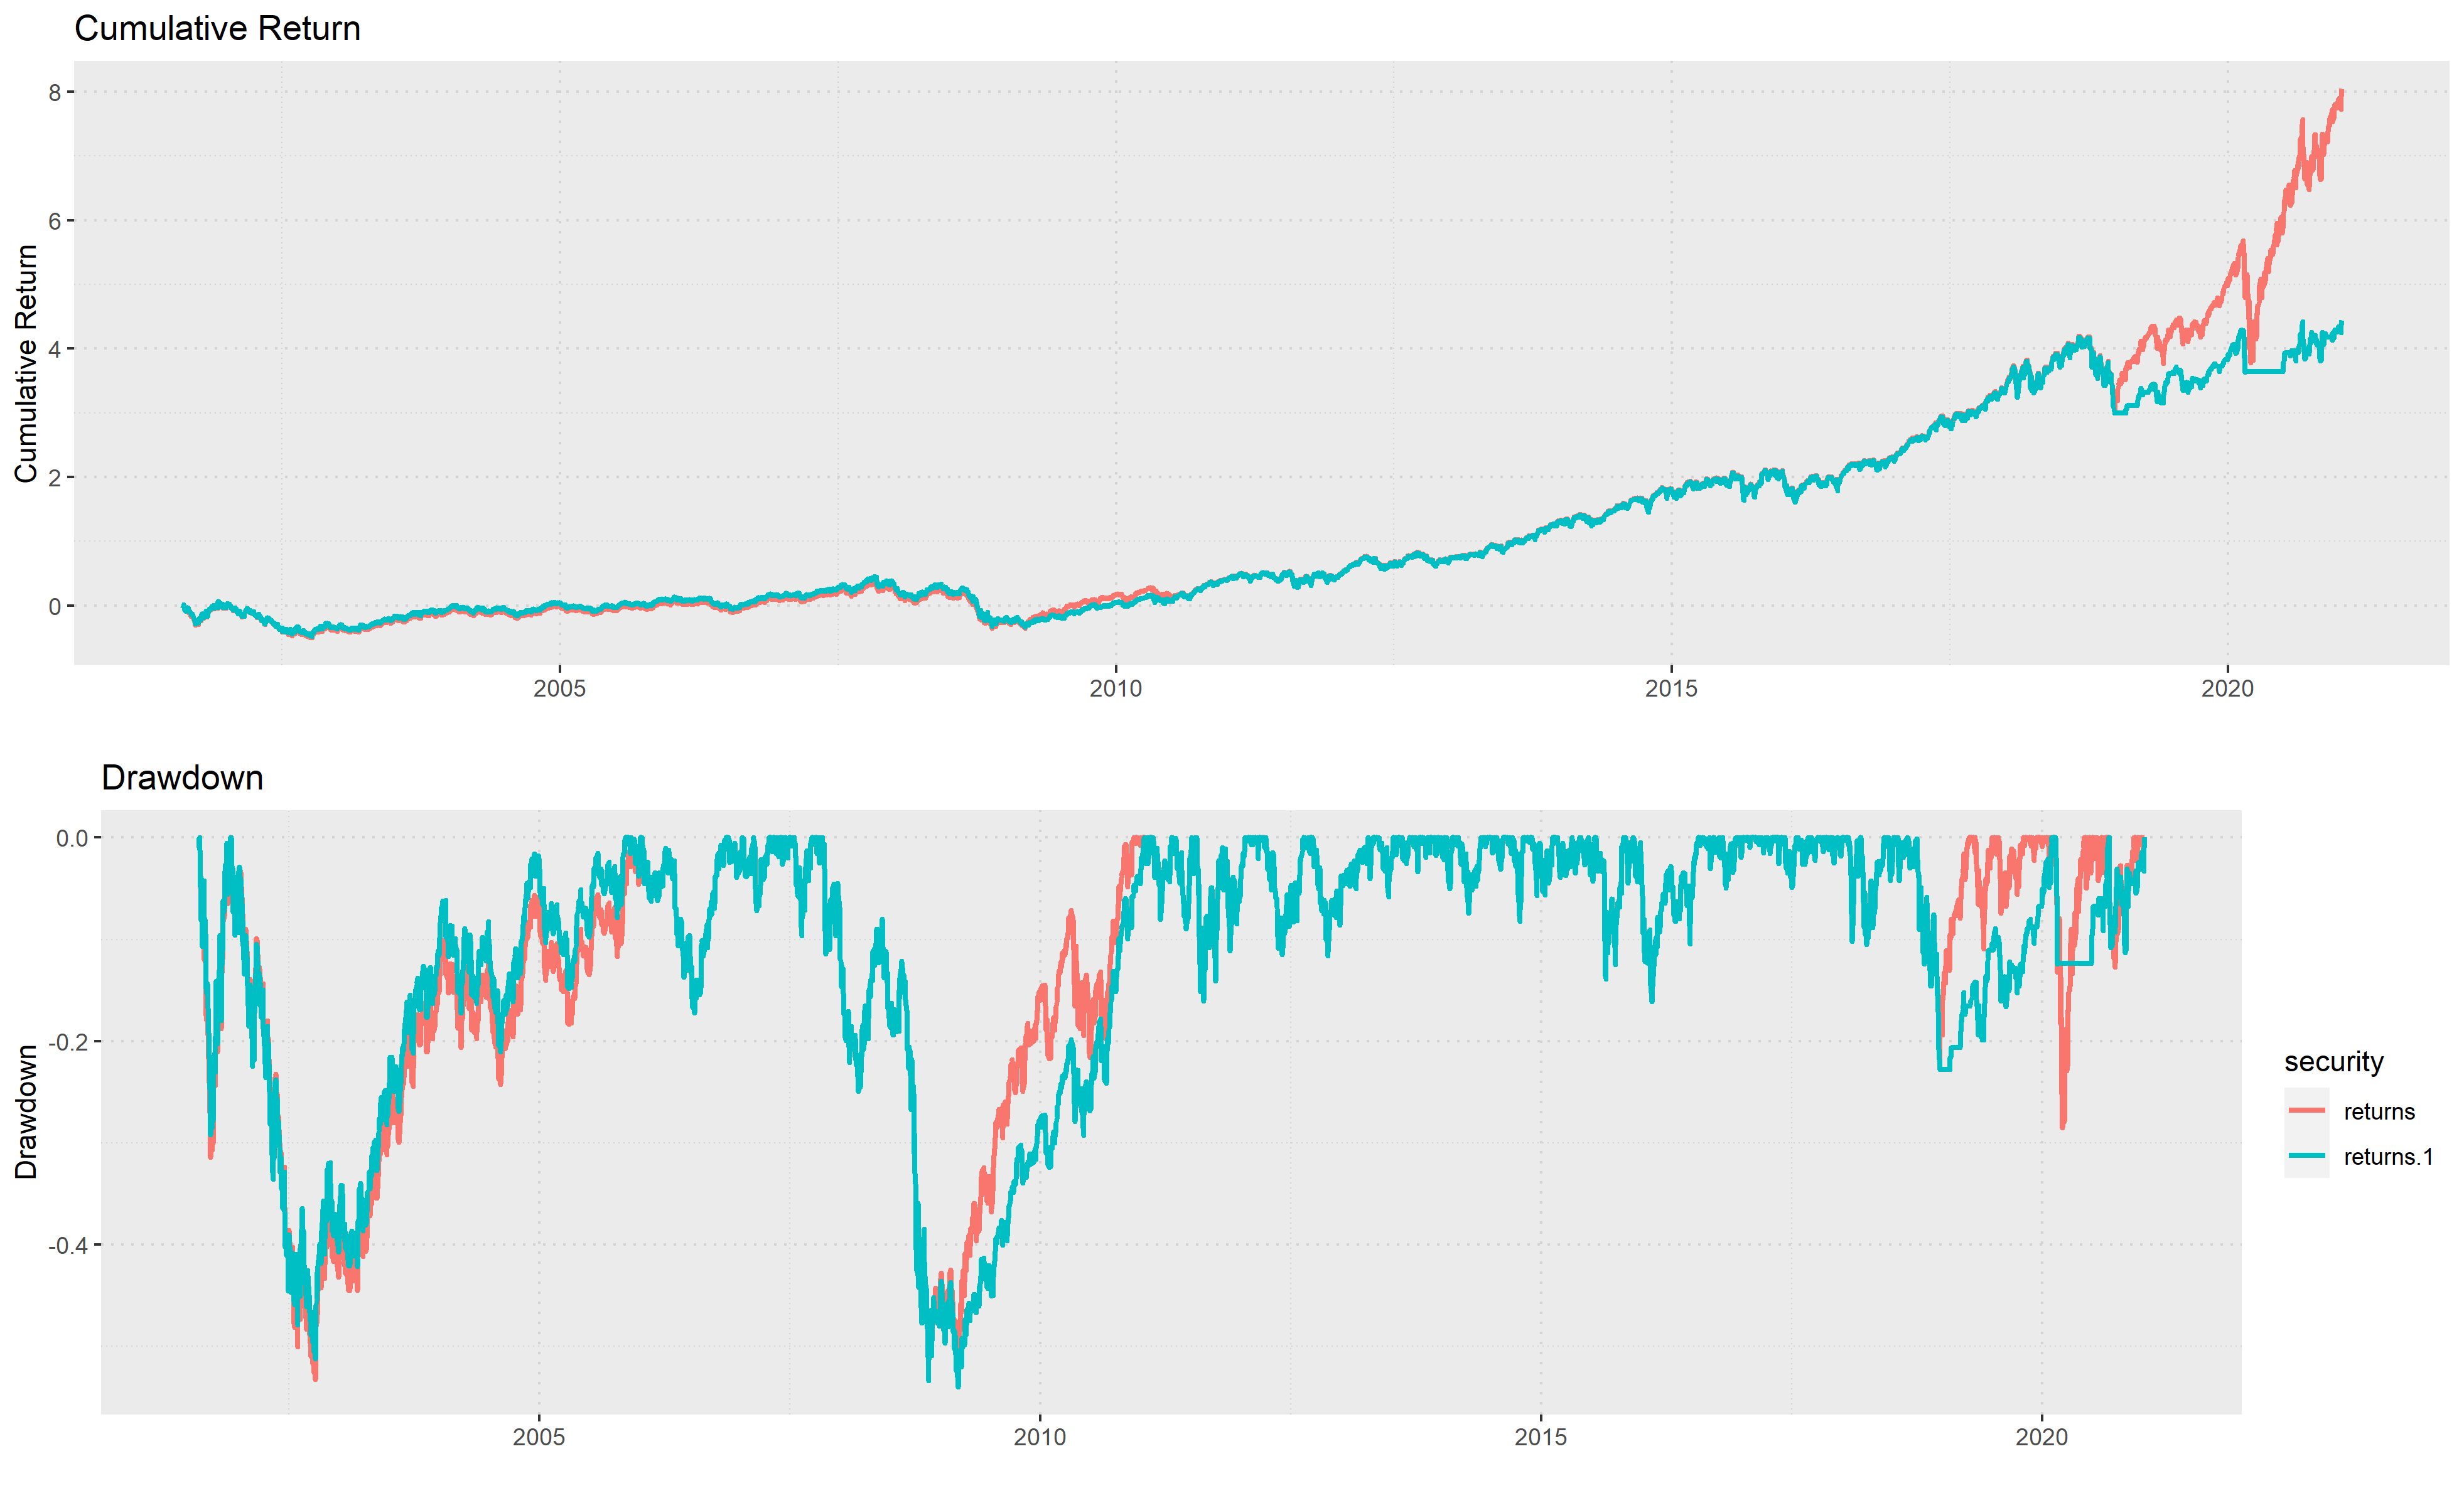 Cumulative Return
Cumulative Return
8
6
4
2
0
2005 2010 2015 2020
Drawdown
Drawdown
0.0
-0.2
-0.4
2005 2010 2015 2020
security
returns
returns.1